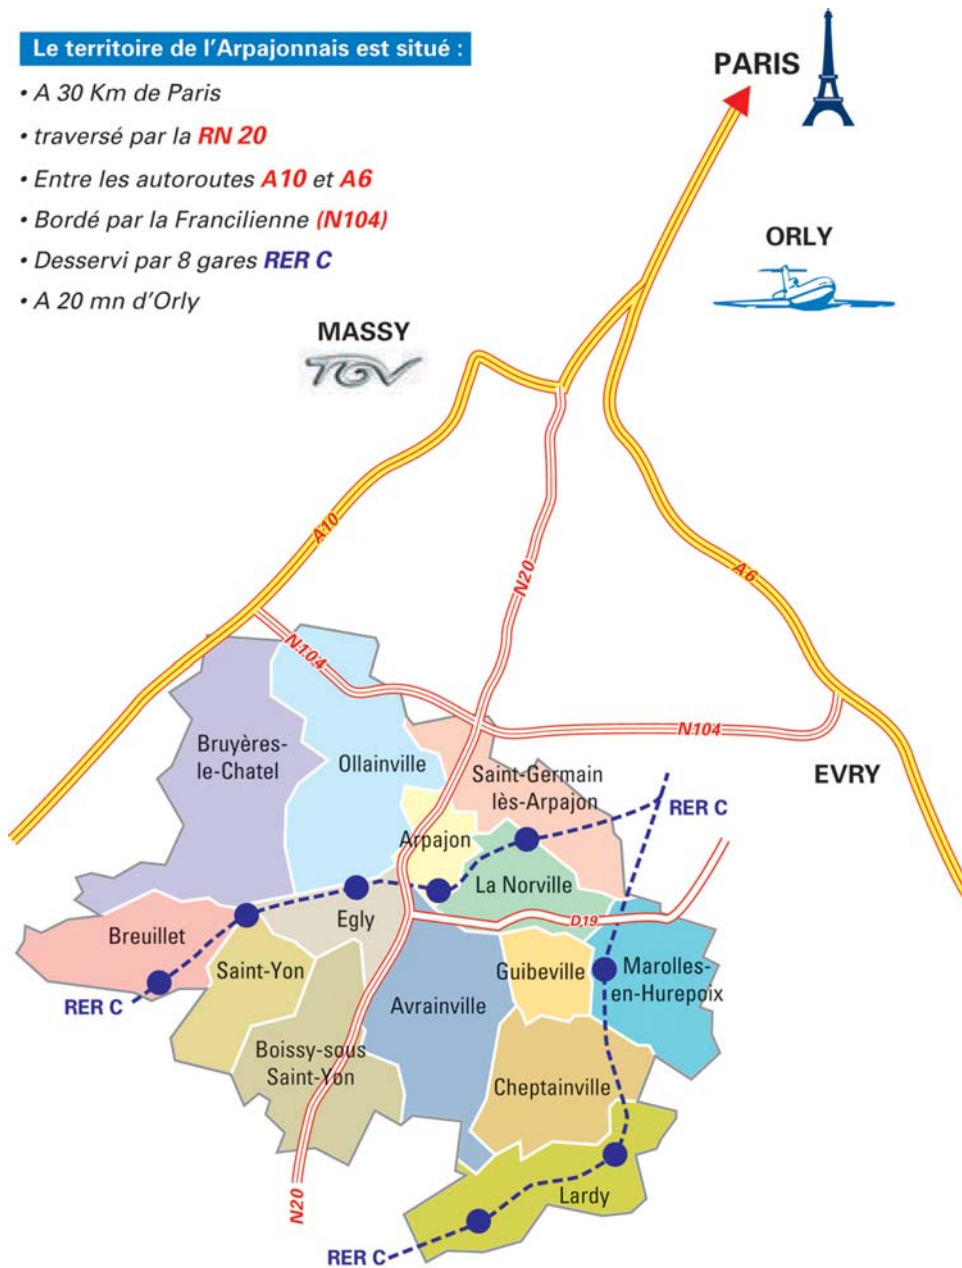 Le territoire de l'Arpajonnais est situé :
• A 30 Km de Paris
• traversé par la RN 20
• Entre les autoroutes A10 et A6
• Bordé par la Francilienne (N104)
• Desservi par 8 gares RER C
• A 20 mn d'Orly
PARIS
ORLY
MASSY
TGV
A10
N20
A6
N104
N104
EVRY
Bruyères-
le-Chatel
Ollainville
Saint-Germain
lès-Arpajon
RER C
Arpajon
La Norville
Egly
D19
Breuillet
Saint-Yon
Guibeville
Marolles-
en-Hurepoix
RER C
Avrainville
Boissy-sous
Saint-Yon
Cheptainville
N20
Lardy
RER C